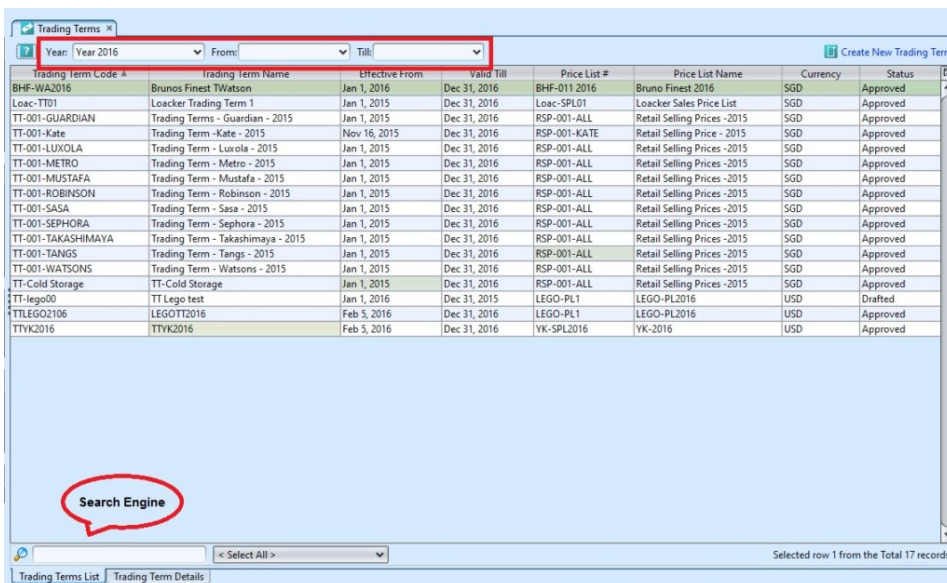 Trading Terms ×
Year: Year 2016 From: Till: Create New Trading Ter
Trading Term Code Trading Term Name Effective From Valid Till Price List # Price List Name Currency Status
BHF-WA2016 Brunos Finest TWatson Jan 1, 2016 Dec 31, 2016 BHF-011 2016 Bruno Finest 2016 SGD Approved
Loac-TT01 Loacker Trading Term 1 Jan 1, 2016 Dec 31, 2016 Loac-SPL01 Loacker Sales Price List SGD Approved
TT-001-GUARDIAN Trading Terms - Guardian - 2015 Jan 1, 2015 Dec 31, 2016 RSP-001-ALL Retail Selling Prices -2015 SGD Approved
TT-001-Kate Trading Term -Kate - 2015 Nov 16, 2015 Dec 31, 2016 RSP-001-KATE Retail Selling Price - 2015 SGD Approved
TT-001-LUXOLA Trading Term - Luxola - 2015 Jan 1, 2015 Dec 31, 2016 RSP-001-ALL Retail Selling Prices -2015 SGD Approved
TT-001-METRO Trading Term - Metro - 2015 Jan 1, 2015 Dec 31, 2016 RSP-001-ALL Retail Selling Prices -2015 SGD Approved
TT-001-MUSTAFA Trading Term - Mustafa - 2015 Jan 1, 2015 Dec 31, 2016 RSP-001-ALL Retail Selling Prices -2015 SGD Approved
TT-001-ROBINSON Trading Term - Robinson - 2015 Jan 1, 2015 Dec 31, 2016 RSP-001-ALL Retail Selling Prices -2015 SGD Approved
TT-001-SASA Trading Term - Sasa - 2015 Jan 1, 2015 Dec 31, 2016 RSP-001-ALL Retail Selling Prices -2015 SGD Approved
TT-001-SEPHORA Trading Term - Sephora - 2015 Jan 1, 2015 Dec 31, 2016 RSP-001-ALL Retail Selling Prices -2015 SGD Approved
TT-001-TAKASHIMAYA Trading Term - Takashimaya - 2015 Jan 1, 2015 Dec 31, 2016 RSP-001-ALL Retail Selling Prices -2015 SGD Approved
TT-001-TANGS Trading Term - Tangs - 2015 Jan 1, 2015 Dec 31, 2016 RSP-001-ALL Retail Selling Prices -2015 SGD Approved
TT-001-WATSONS Trading Term - Watsons - 2015 Jan 1, 2015 Dec 31, 2016 RSP-001-ALL Retail Selling Prices -2015 SGD Approved
TT-Cold Storage TT-Cold Storage Jan 1, 2015 Dec 31, 2016 RSP-001-ALL Retail Selling Prices -2015 SGD Approved
TT-lego00 TT Lego test Jan 1, 2016 Dec 31, 2015 LEGO-PL1 LEGO-PL2016 USD Drafted
TTLEGO2106 LEGOTT2016 Feb 5, 2016 Dec 31, 2016 LEGO-PL1 LEGO-PL2016 USD Approved
TTYK2016 TTYK2016 Feb 5, 2016 Dec 31, 2016 YK-SPL2016 YK-2016 USD Approved
Search Engine
< Select All > Selected row 1 from the Total 17 records
Trading Terms List Trading Term Details